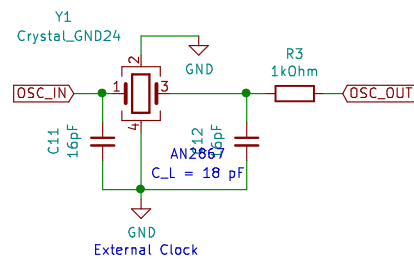 Y1
Crystal_GND24
2
GND
R3
1kOhm
OSC_IN
1
3
OSC_OUT
4
C11
16pF
C12
16pF
AN2867
C_L = 18 pF
GND
External Clock